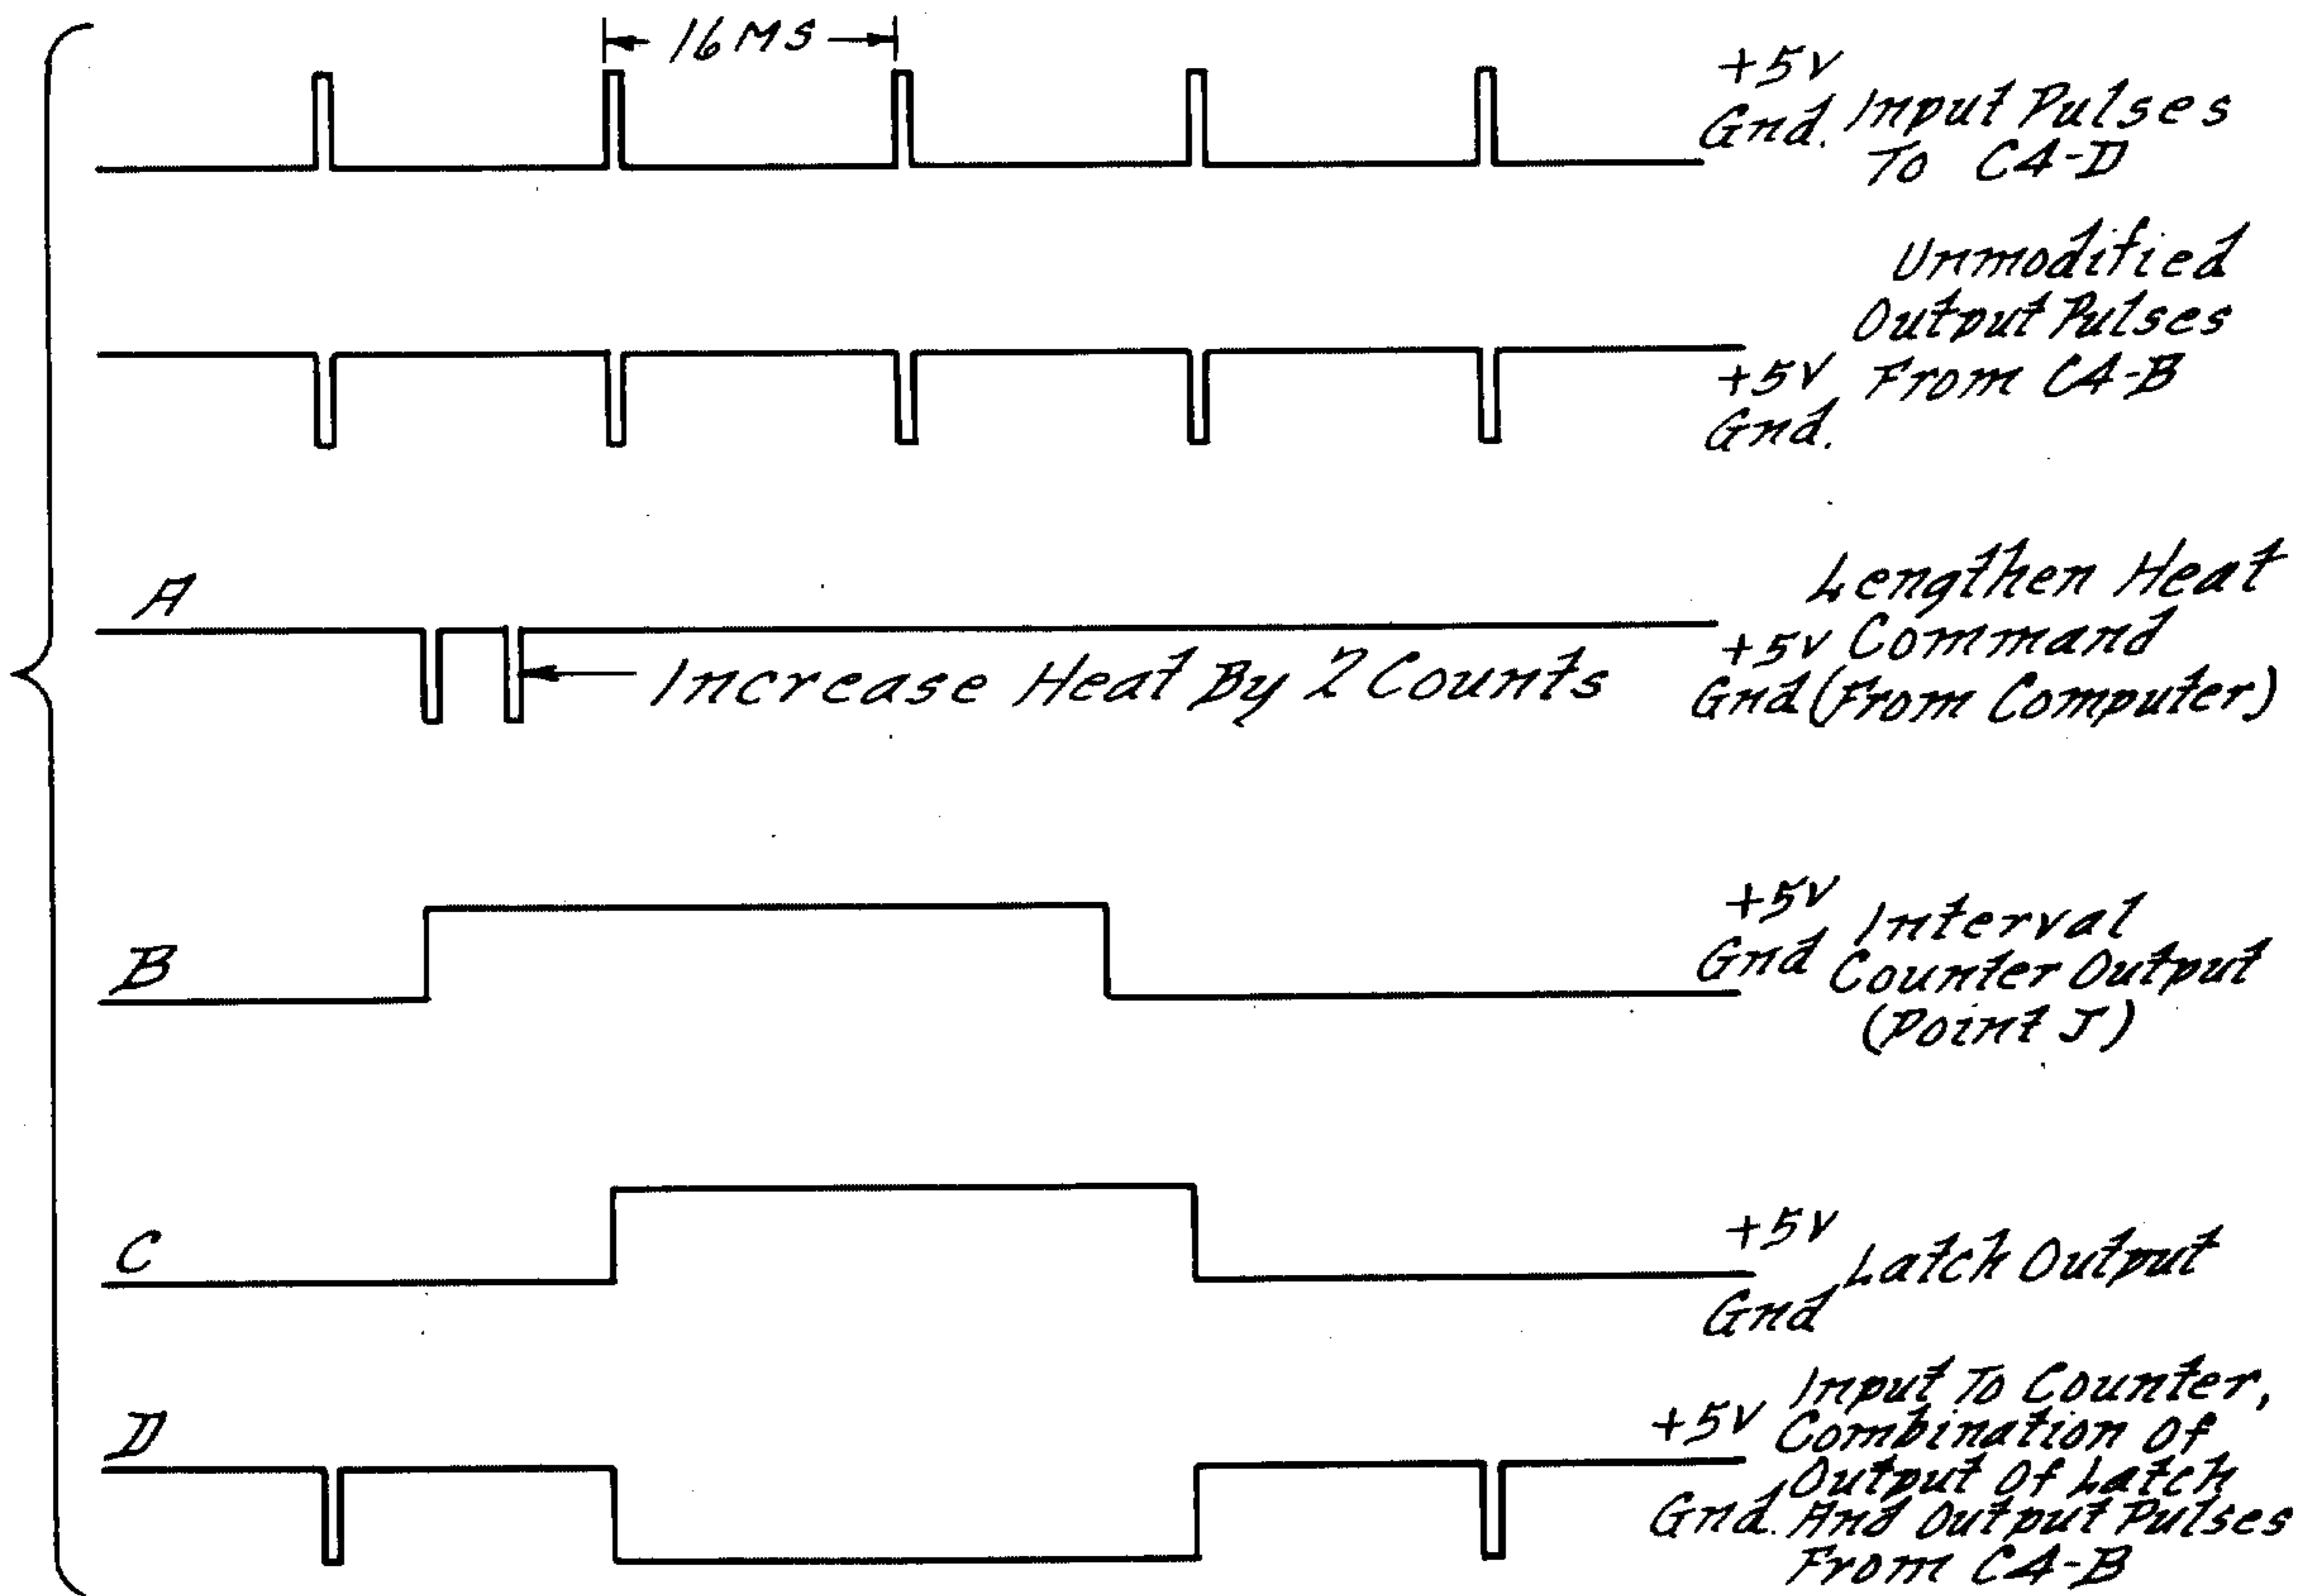 16 MS
+5V
Gnd. Input Pulses
To C4-D
Unmodified
Output Pulses
+5V From C4-B
Gnd.
A
Lengthen Heat
+5V Command
Gnd (From Computer)
Increase Heat By 2 Counts
B
+5V Interval
Gnd Counter Output
(Point J)
C
+5V
Latch Output
Gnd
D
Input To Counter,
+5V Combination Of
Output Of Latch
Gnd. And Output Pulses
From C4-B